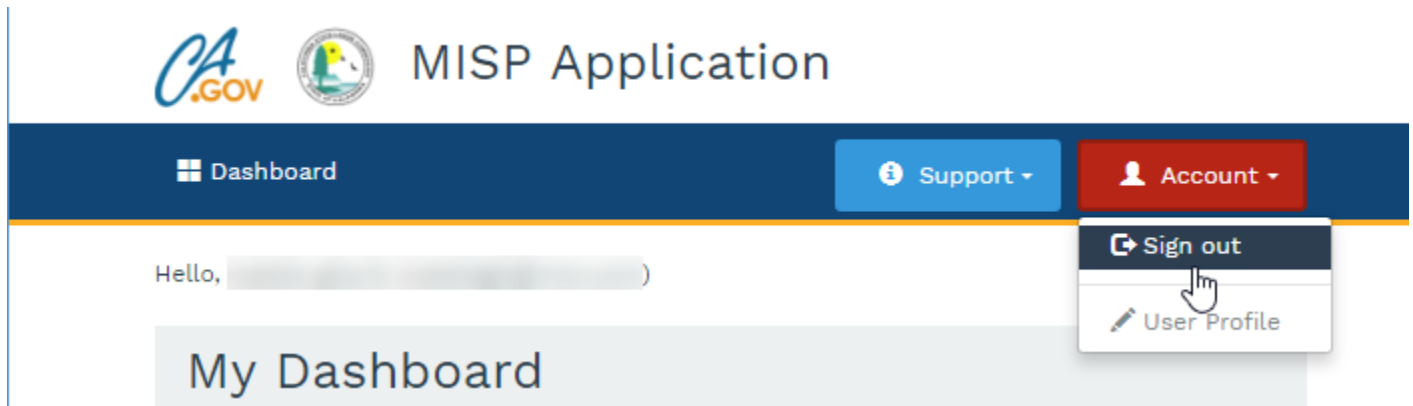 CA.GOV
MISP Application
Dashboard
Support
Account
Sign out
Hello, )
User Profile
My Dashboard